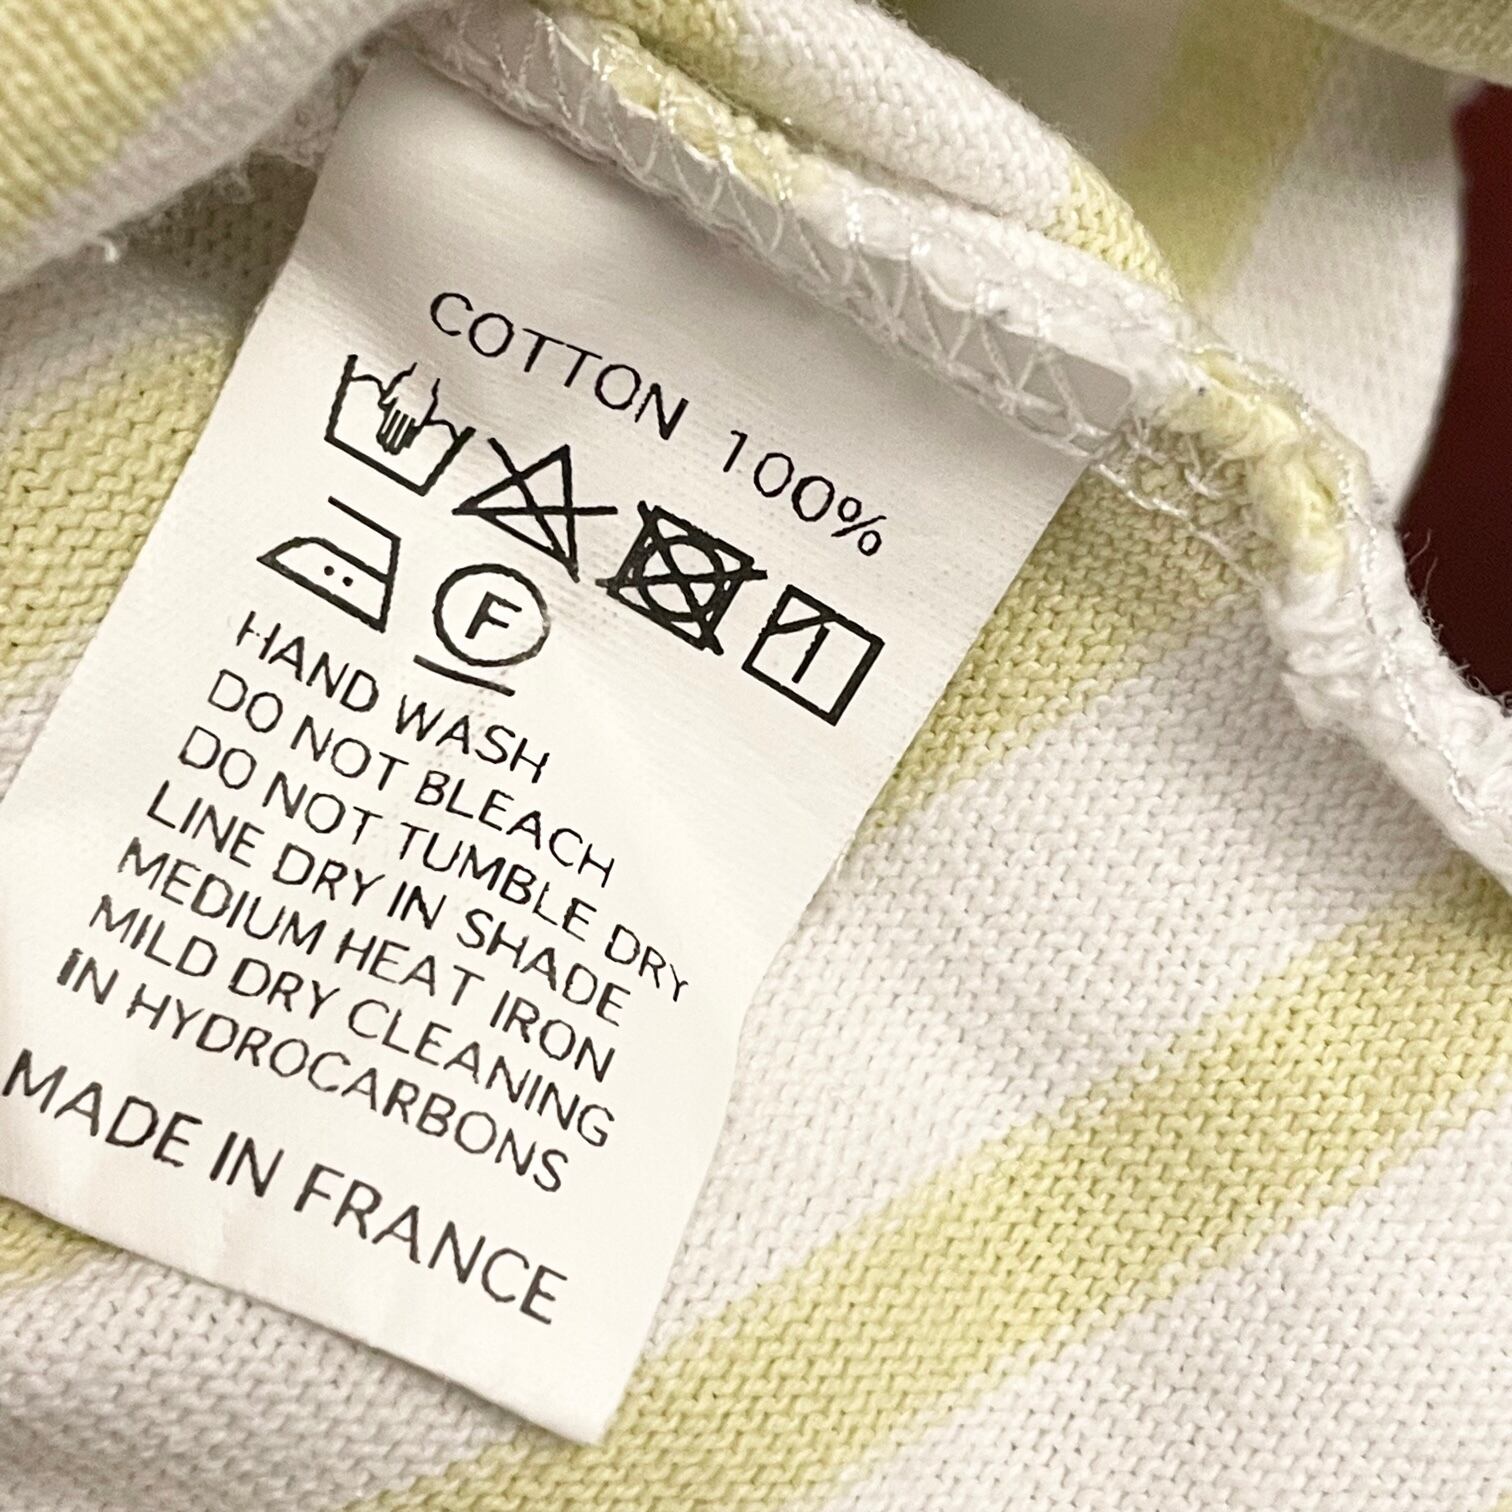 COTTON 100%
F
HAND WASH
DO NOT BLEACH
DO NOT TUMBLE DRY
LINE DRY IN SHADE
MEDIUM HEAT IRON
MILD DRY CLEANING
IN HYDROCARBONS
MADE IN FRANCE